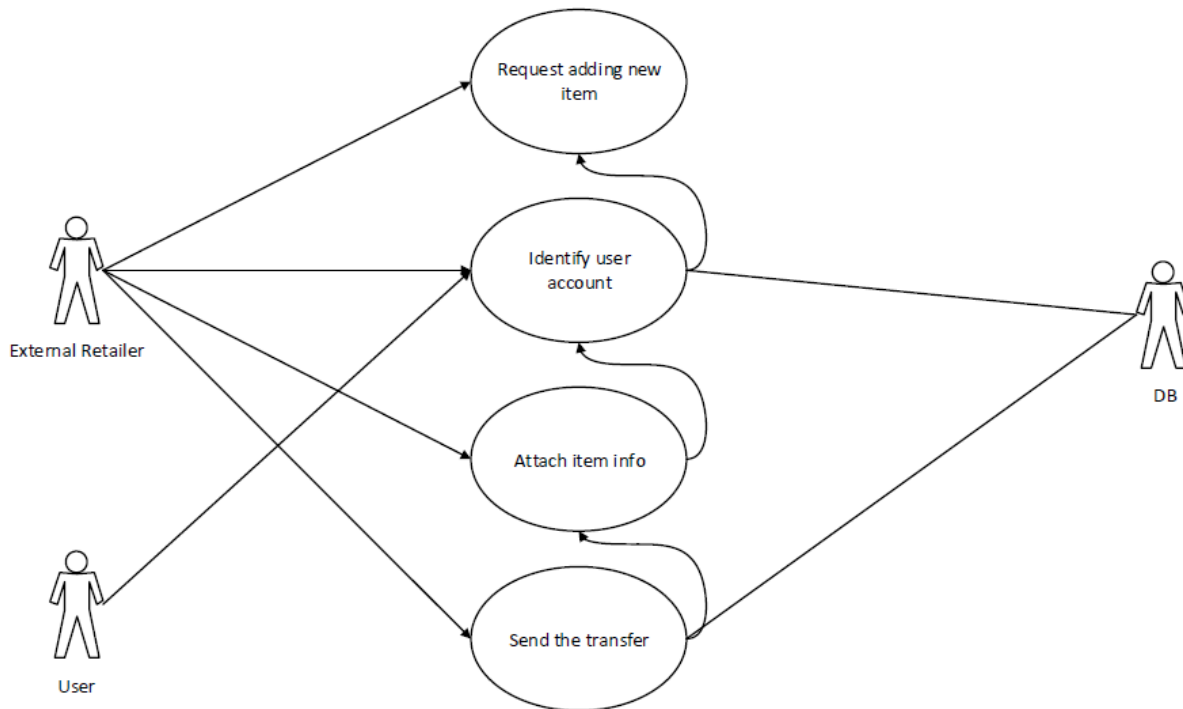 Request adding new
item
Identify user
account
External Retailer
DB
Attach item info
Send the transfer
User